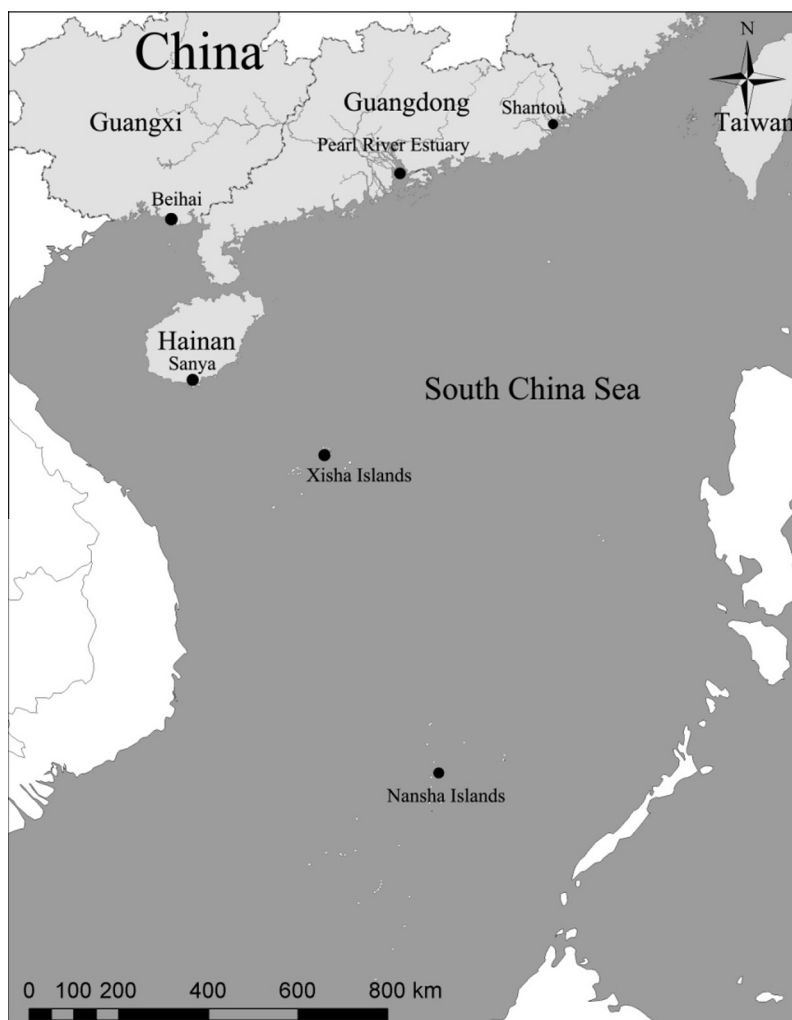 China
N
Guangdong
Shantou
Guangxi
Taiwan
Pearl River Estuary
Beihai
Hainan
Sanya
South China Sea
Xisha Islands
Nansha Islands
0 100 200 400 600 800 km